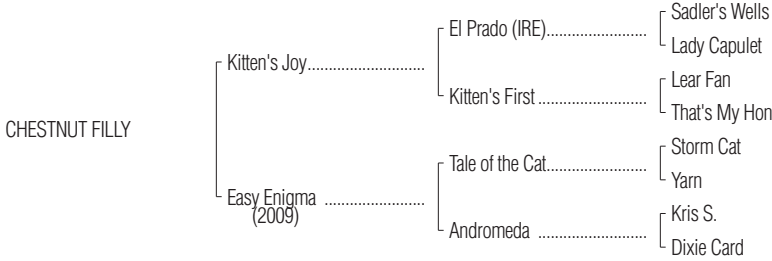 Sadler's Wells
El Prado (IRE)........................
Lady Capulet
Kitten's Joy............................
Lear Fan
Kitten's First ..........................
That's My Hon
CHESTNUT FILLY
Storm Cat
Tale of the Cat........................
Yarn
Easy Enigma ........................
(2009)
Kris S.
Andromeda ..........................
Dixie Card